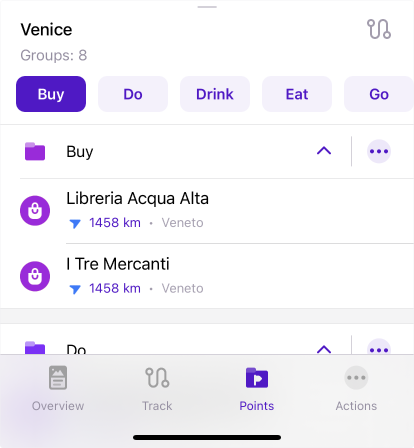 Venice
Groups: 8
Buy Do Drink Eat Go
Buy
Libreria Acqua Alta
1458 km • Veneto
I Tre Mercanti
1458 km • Veneto
Do
Overview Track Points Actions